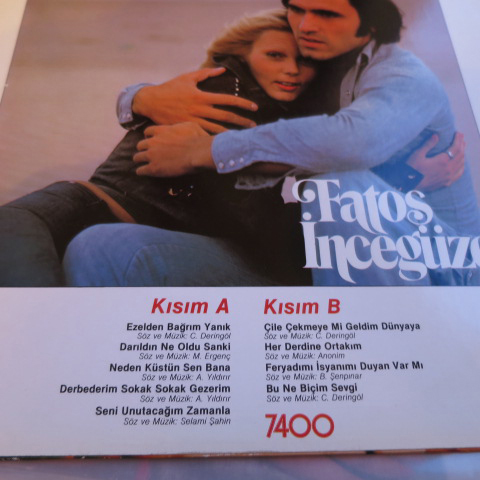 Fatoş
Kısım A
Ezelden Bağrım Yanık
Söz ve Müzik: C. Deringöl
Darıldın Ne Oldu Sanki
Söz ve Müzik: M. Ergenç
Neden Küstün Sen Bana
Söz ve Müzik: A. Yıldırır
Derbederim Sokak Sokak Gezerim
Söz ve Müzik: A. Yıldırır
Seni Unutacağım Zamanla
Söz ve Müzik: Selami Şahin
Kısım B
Çile Çekmeye Mi Geldim Dünyaya
Söz ve Müzik: C. Deringöl
Her Derdine Ortakım
Söz ve Müzik: Anonim
Feryadımı İsyanımı Duyan Var Mı
Söz ve Müzik: B. Şenpınar
Bu Ne Biçim Sevgi
Söz ve Müzik: C. Deringöl
7400